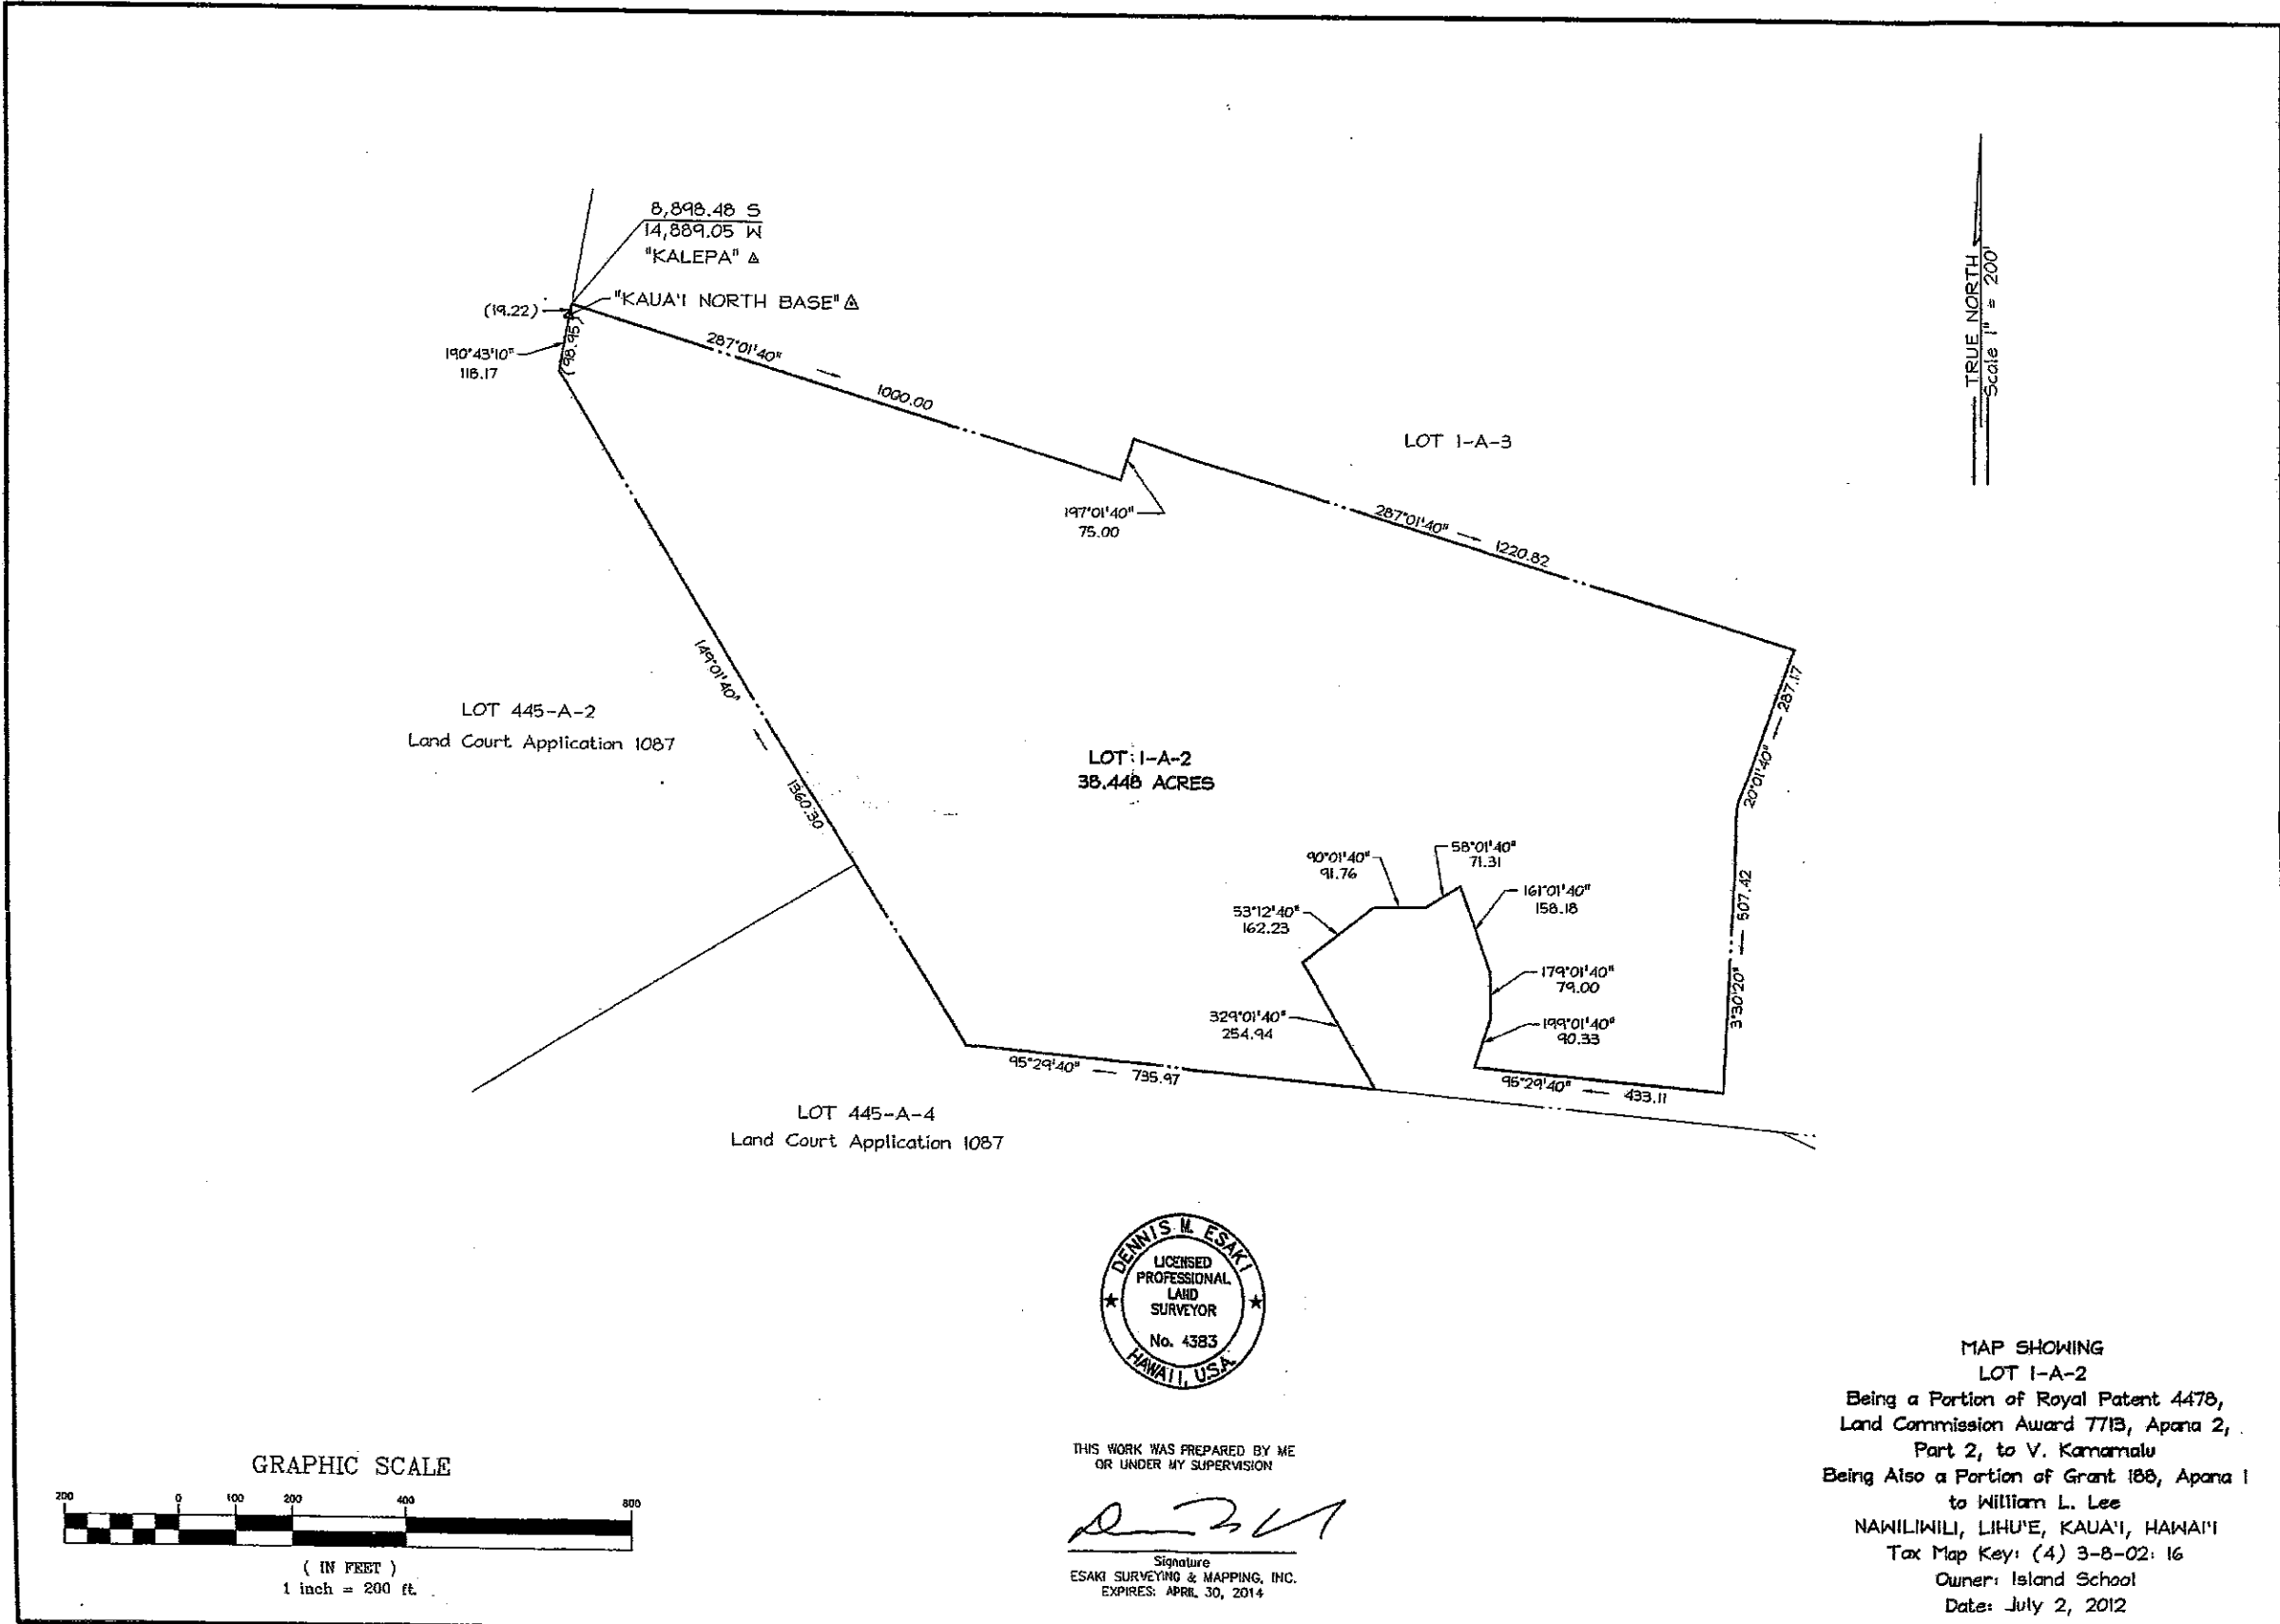 8,898.48 S
14,889.05 W
"KALEPA" △
"KAUA'I NORTH BASE" △
(19.22)
(98.95)
190°43'10"
118.17
287°01'40"
1000.00
LOT 1-A-3
197°01'40"
75.00
287°01'40"
1220.82
TRUE NORTH
Scale 1" = 200'
149°01'40"
1360.30
LOT 445-A-2
Land Court Application 1087
LOT 1-A-2
38.448 ACRES
20°01'40" 287.17
3°30'20" 507.42
58°01'40"
71.31
90°01'40"
91.76
161°01'40"
158.18
53°12'40"
162.23
179°01'40"
79.00
329°01'40"
254.94
199°01'40"
90.33
95°29'40" 735.97
95°29'40" 433.11
LOT 445-A-4
Land Court Application 1087
DENNIS M. ESAKI
LICENSED
PROFESSIONAL
LAND
SURVEYOR
No. 4383
HAWAI'I, U.S.A.
THIS WORK WAS PREPARED BY ME
OR UNDER MY SUPERVISION
Signature
ESAKI SURVEYING & MAPPING, INC.
EXPIRES: APRIL 30, 2014
GRAPHIC SCALE
200 0 100 200 400 800
( IN FEET )
1 inch = 200 ft.
MAP SHOWING
LOT 1-A-2
Being a Portion of Royal Patent 4478,
Land Commission Award 7713, Apana 2,
Part 2, to V. Kamamalu
Being Also a Portion of Grant 188, Apana 1
to William L. Lee
NAWILIWILI, LIHU'E, KAUA'I, HAWAI'I
Tax Map Key: (4) 3-8-02: 16
Owner: Island School
Date: July 2, 2012